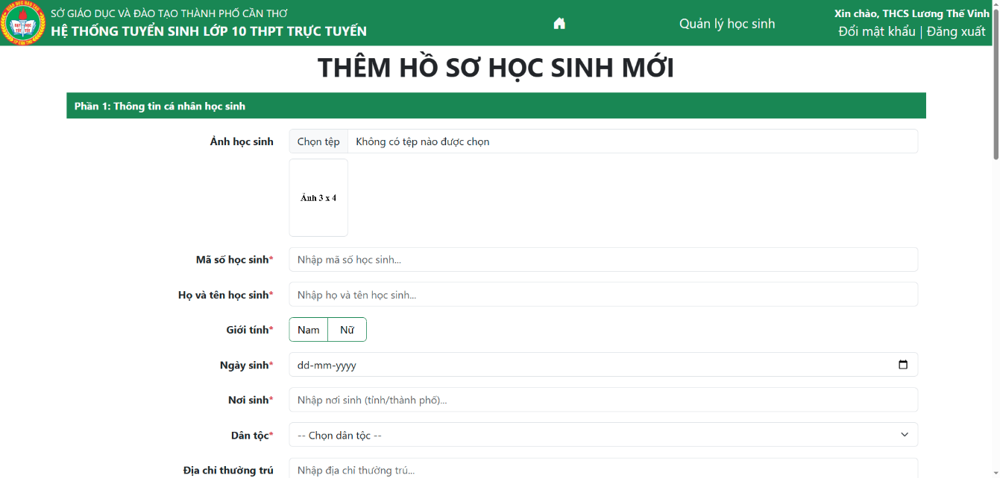 SỞ GIÁO DỤC VÀ ĐÀO TẠO THÀNH PHỐ CẦN THƠ
HỆ THỐNG TUYỂN SINH LỚP 10 THPT TRỰC TUYẾN
Quản lý học sinh
Xin chào, THCS Lương Thế Vinh
Đổi mật khẩu | Đăng xuất
THÊM HỒ SƠ HỌC SINH MỚI
Phần 1: Thông tin cá nhân học sinh
Ảnh học sinh Chọn tệp Không có tệp nào được chọn
Ảnh 3 x 4
Mã số học sinh* Nhập mã số học sinh...
Họ và tên học sinh* Nhập họ và tên học sinh...
Giới tính* Nam Nữ
Ngày sinh* dd-mm-yyyy
Nơi sinh* Nhập nơi sinh (tỉnh/thành phố)...
Dân tộc* -- Chọn dân tộc --
Địa chỉ thường trú Nhập địa chỉ thường trú...